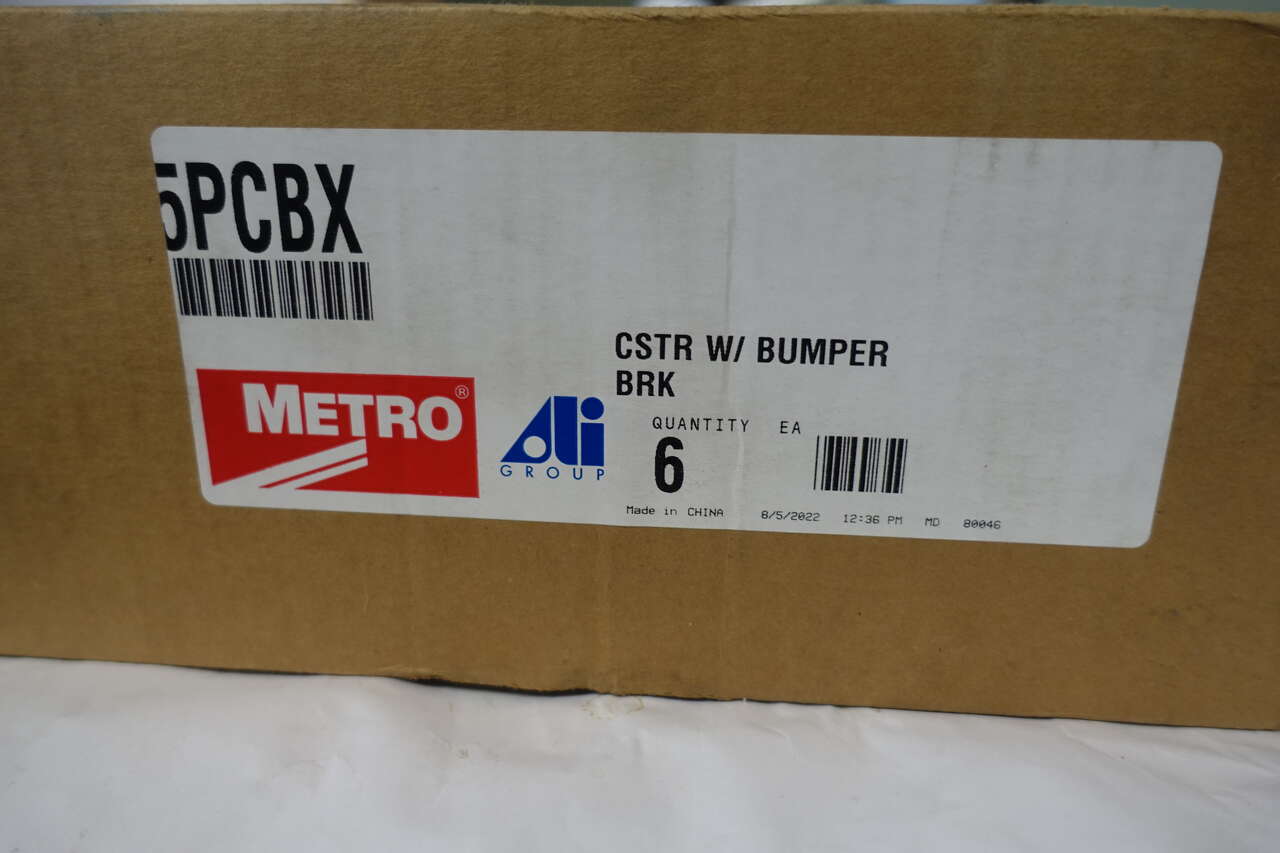 5PCBX
METRO®
ali
GROUP
CSTR W/ BUMPER
BRK
QUANTITY EA
6
Made in CHINA 8/5/2022 12:36 PM MD 80046